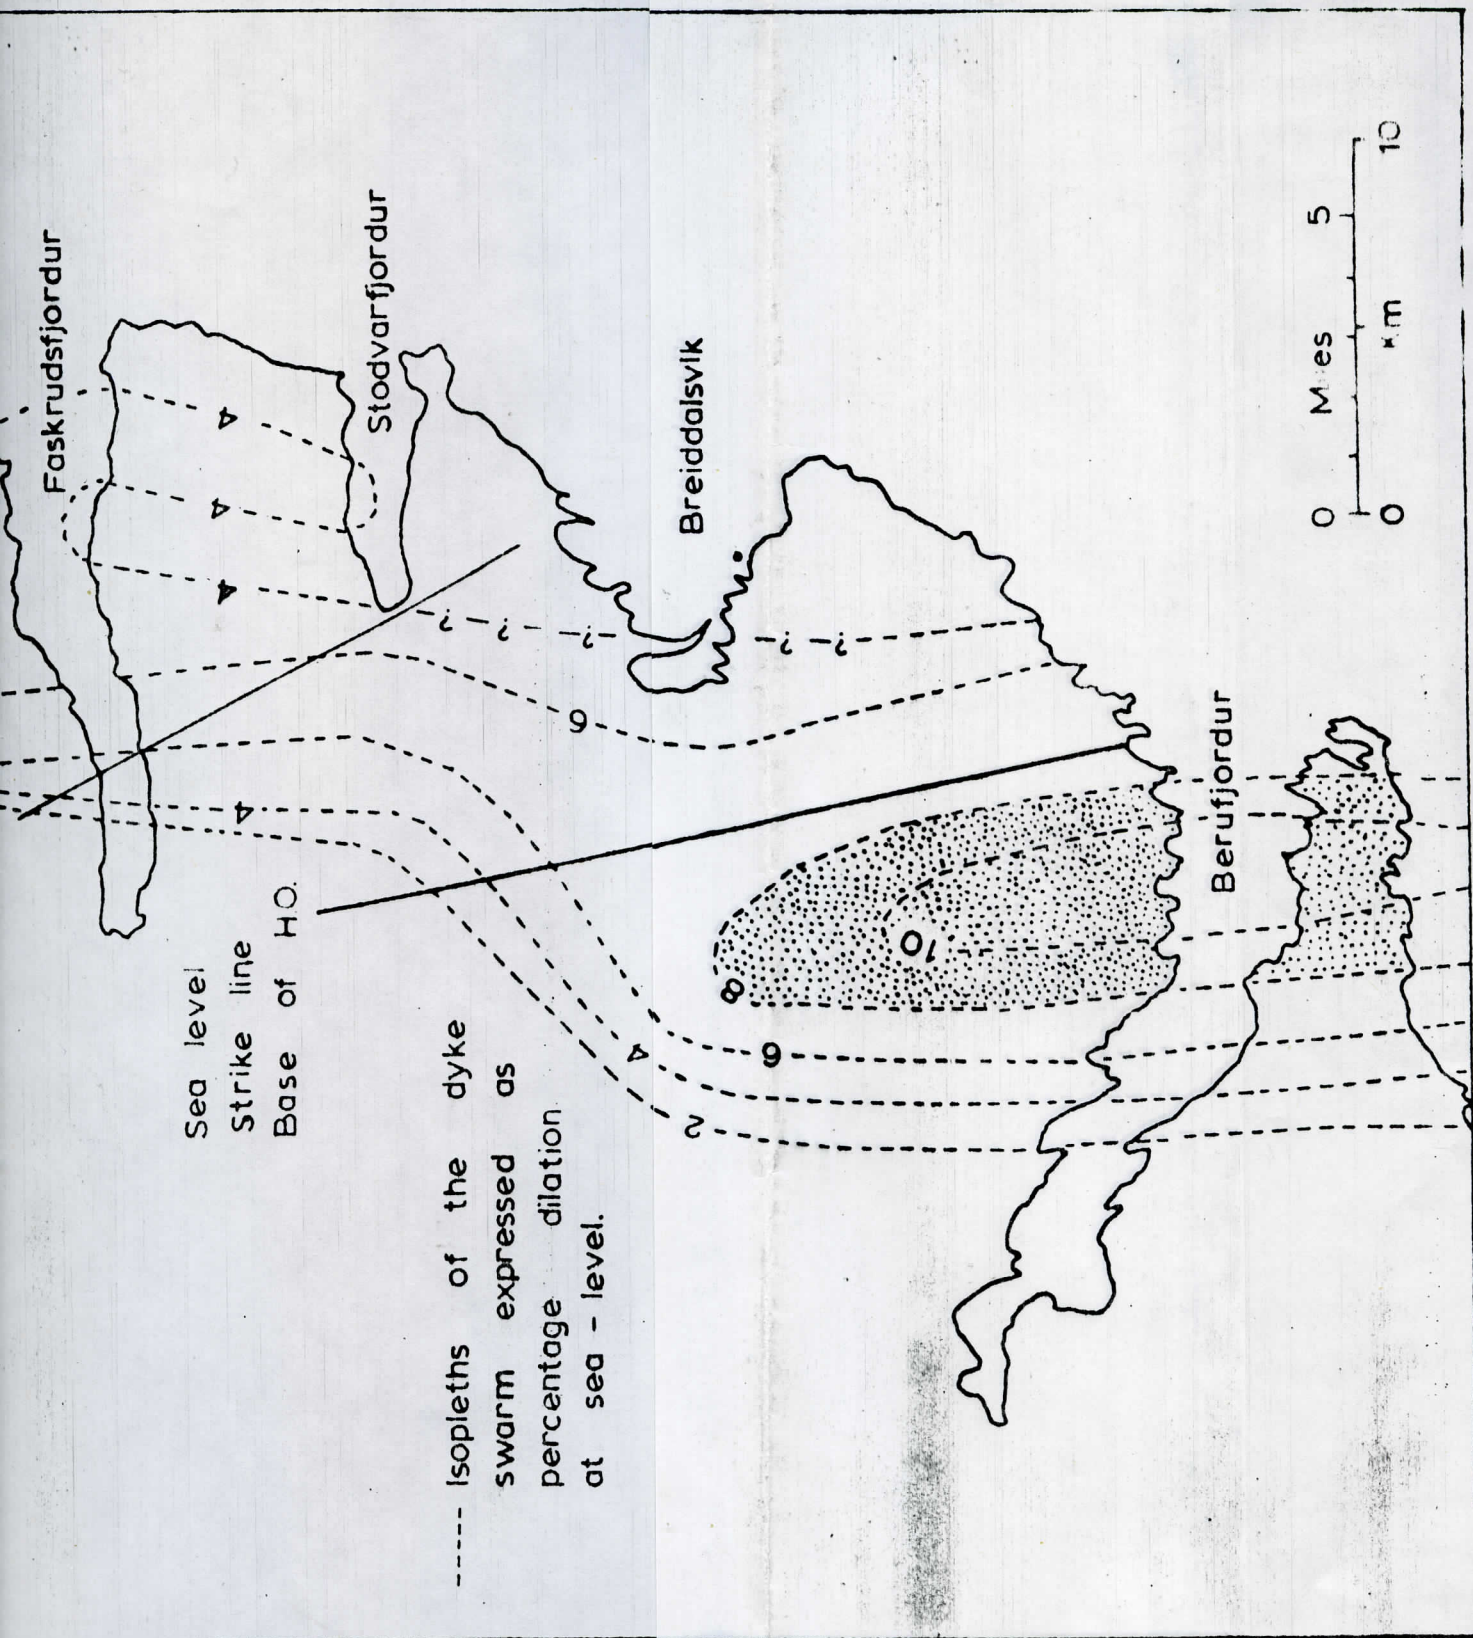 Faskrudsfjordur
Stodvarfjordur
Breiddalsvik
Berufjordur
Sea level
Strike line
Base of H.O.
----- Isopleths of the dyke
swarm expressed as
percentage dilation
at sea - level.
4
4
4
4
6
? ? ? ? ?
2
4
6
8
10
0 5
0 Km 10